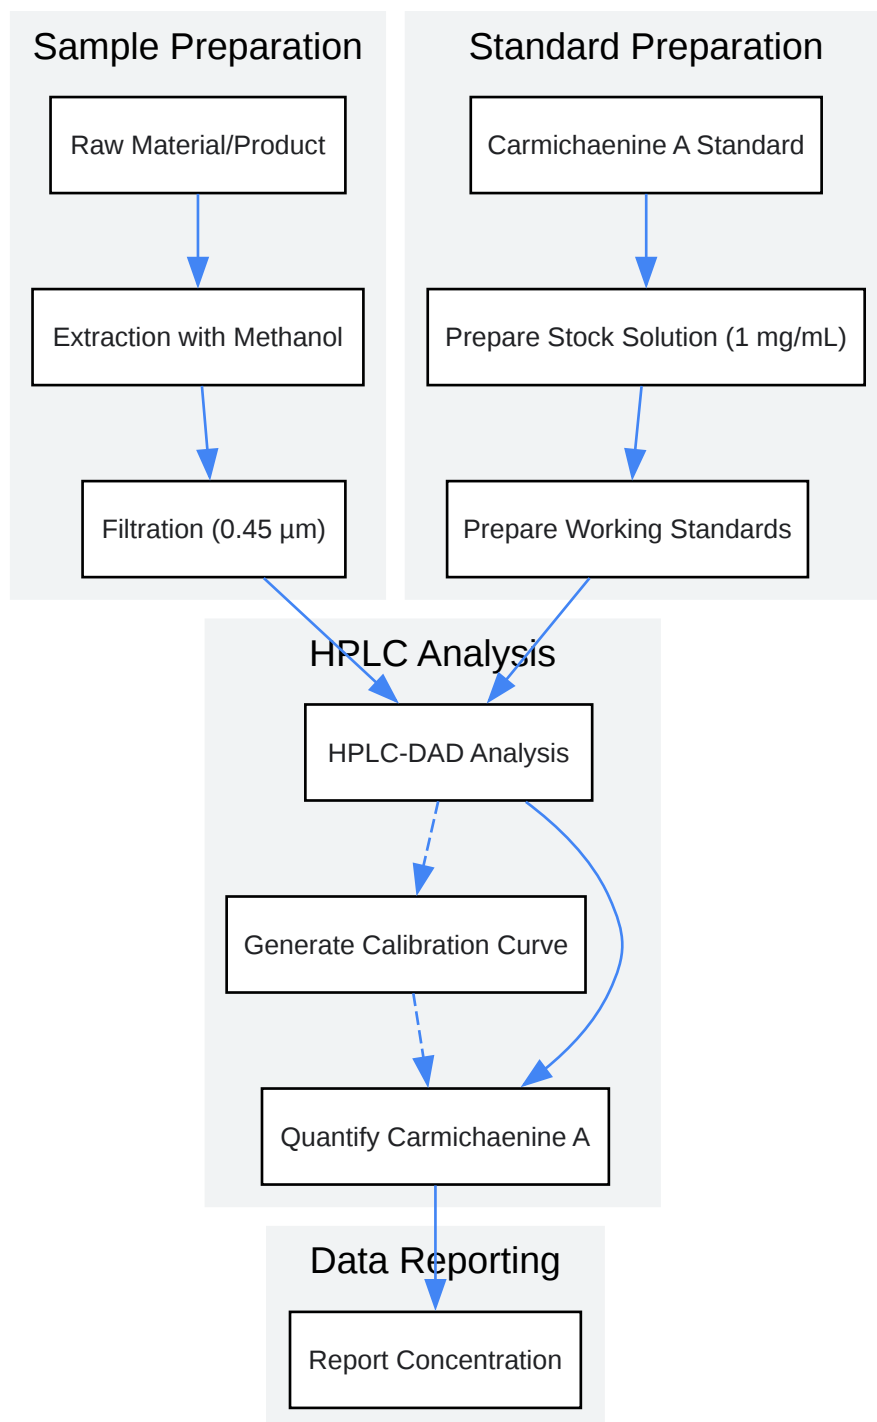 Sample Preparation
Raw Material/Product
Extraction with Methanol
Filtration (0.45 µm)
Standard Preparation
Carmichaenine A Standard
Prepare Stock Solution (1 mg/mL)
Prepare Working Standards
HPLC Analysis
HPLC-DAD Analysis
Generate Calibration Curve
Quantify Carmichaenine A
Data Reporting
Report Concentration